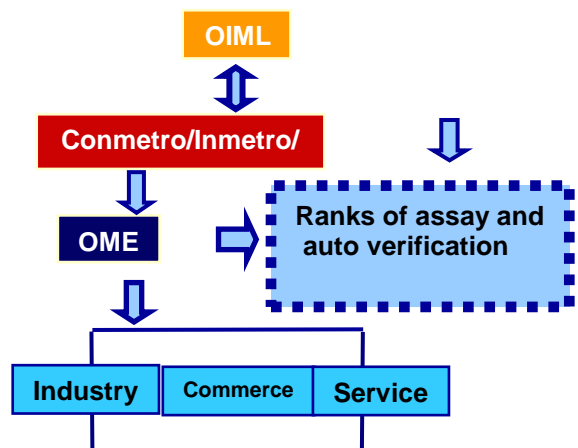 OIML
Conmetro/Inmetro/
OME
Ranks of assay and
auto verification
Industry
Commerce
Service